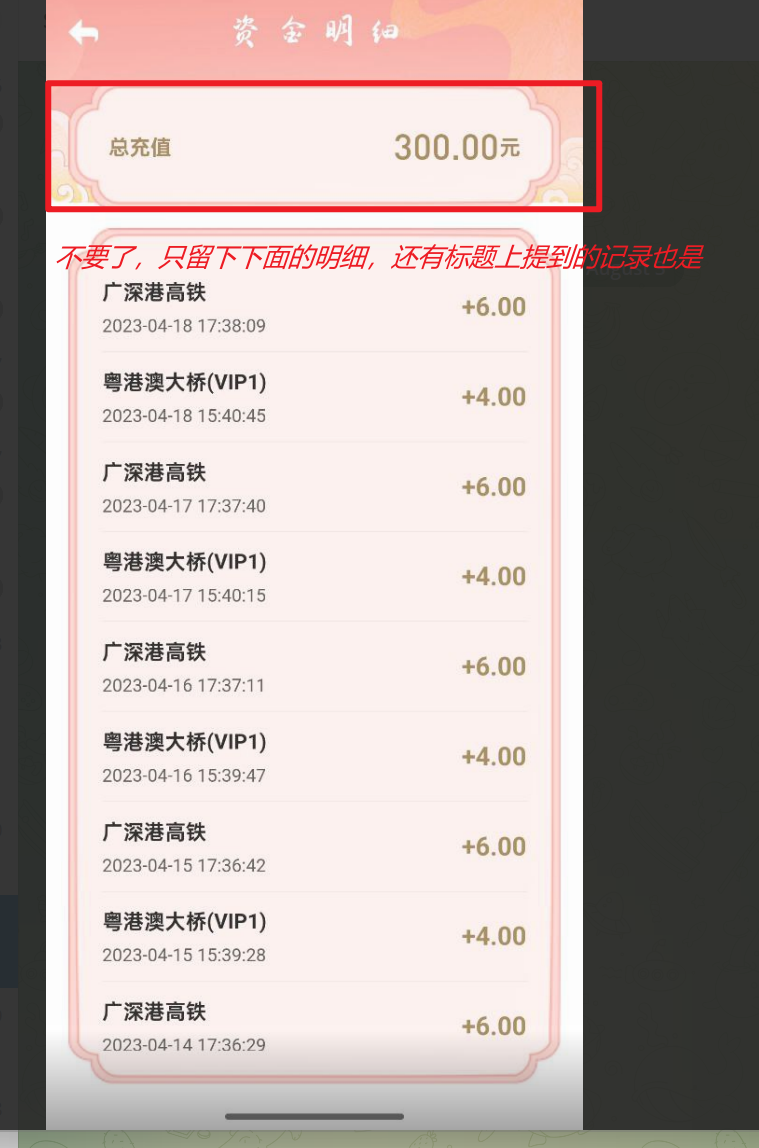 资金明细
总充值 300.00元
不要了，只留下下面的明细，还有标题上提到的记录也是
广深港高铁 +6.00
2023-04-18 17:38:09
粤港澳大桥(VIP1) +4.00
2023-04-18 15:40:45
广深港高铁 +6.00
2023-04-17 17:37:40
粤港澳大桥(VIP1) +4.00
2023-04-17 15:40:15
广深港高铁 +6.00
2023-04-16 17:37:11
粤港澳大桥(VIP1) +4.00
2023-04-16 15:39:47
广深港高铁 +6.00
2023-04-15 17:36:42
粤港澳大桥(VIP1) +4.00
2023-04-15 15:39:28
广深港高铁 +6.00
2023-04-14 17:36:29